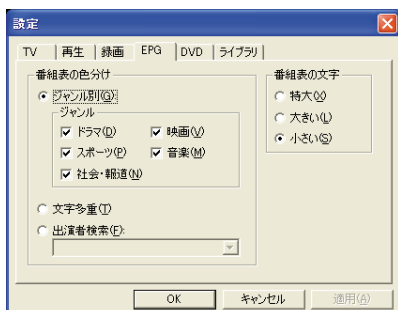 設定
TV 再生 録画 EPG DVD ライブラリ
番組表の色分け
ジャンル別(G):
ジャンル
ドラマ(D) 映画(V)
スポーツ(P) 音楽(M)
社会・報道(N)
文字多重(T)
出演者検索(F):
番組表の文字
特大(X)
大きい(L)
小さい(S)
OK キャンセル 適用(A)